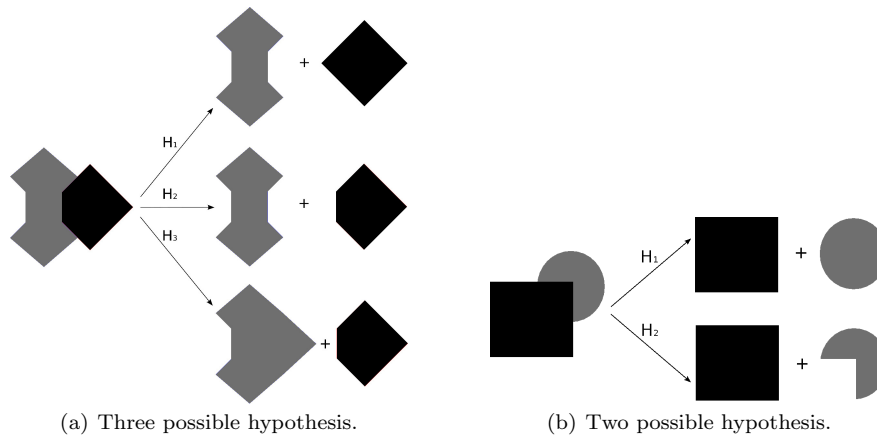 +
H₁
H₂
+
H₃
+
H₁
+
H₂
+
(a) Three possible hypothesis.
(b) Two possible hypothesis.